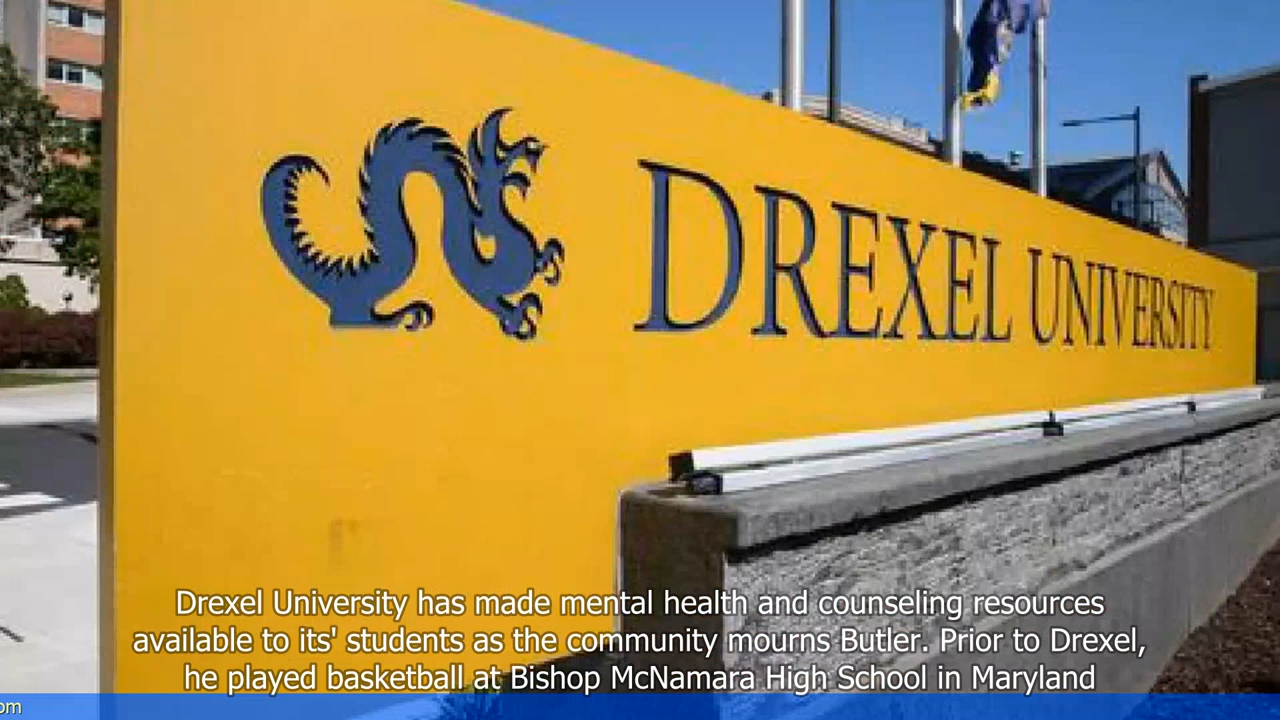 DREXEL UNIVERSITY
Drexel University has made mental health and counseling resources
available to its' students as the community mourns Butler. Prior to Drexel,
he played basketball at Bishop McNamara High School in Maryland
om